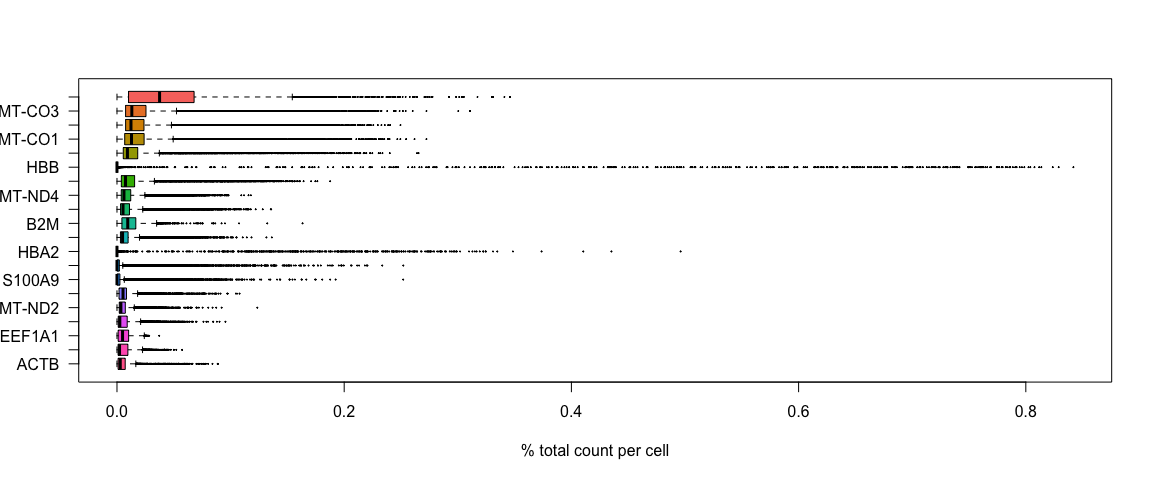 MT-CO3
MT-CO1
HBB
MT-ND4
B2M
HBA2
S100A9
MT-ND2
EEF1A1
ACTB
0.0 0.2 0.4 0.6 0.8
% total count per cell